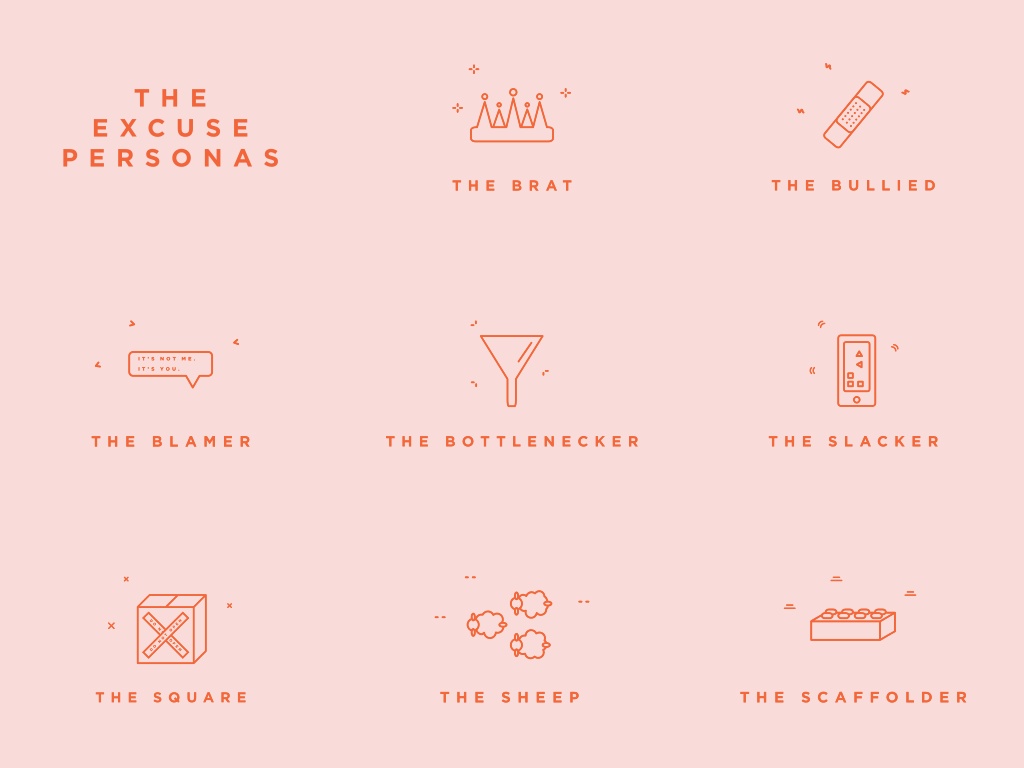 THE
EXCUSE
PERSONAS
THE BRAT
THE BULLIED
IT'S NOT ME,
IT'S YOU.
THE BLAMER
THE BOTTLENECKER
THE SLACKER
THE SQUARE
THE SHEEP
THE SCAFFOLDER